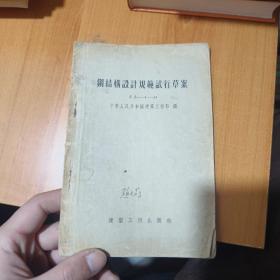 鋼結構設計規範試行草案
中華人民共和國建築工程部 編
建築工程出版社